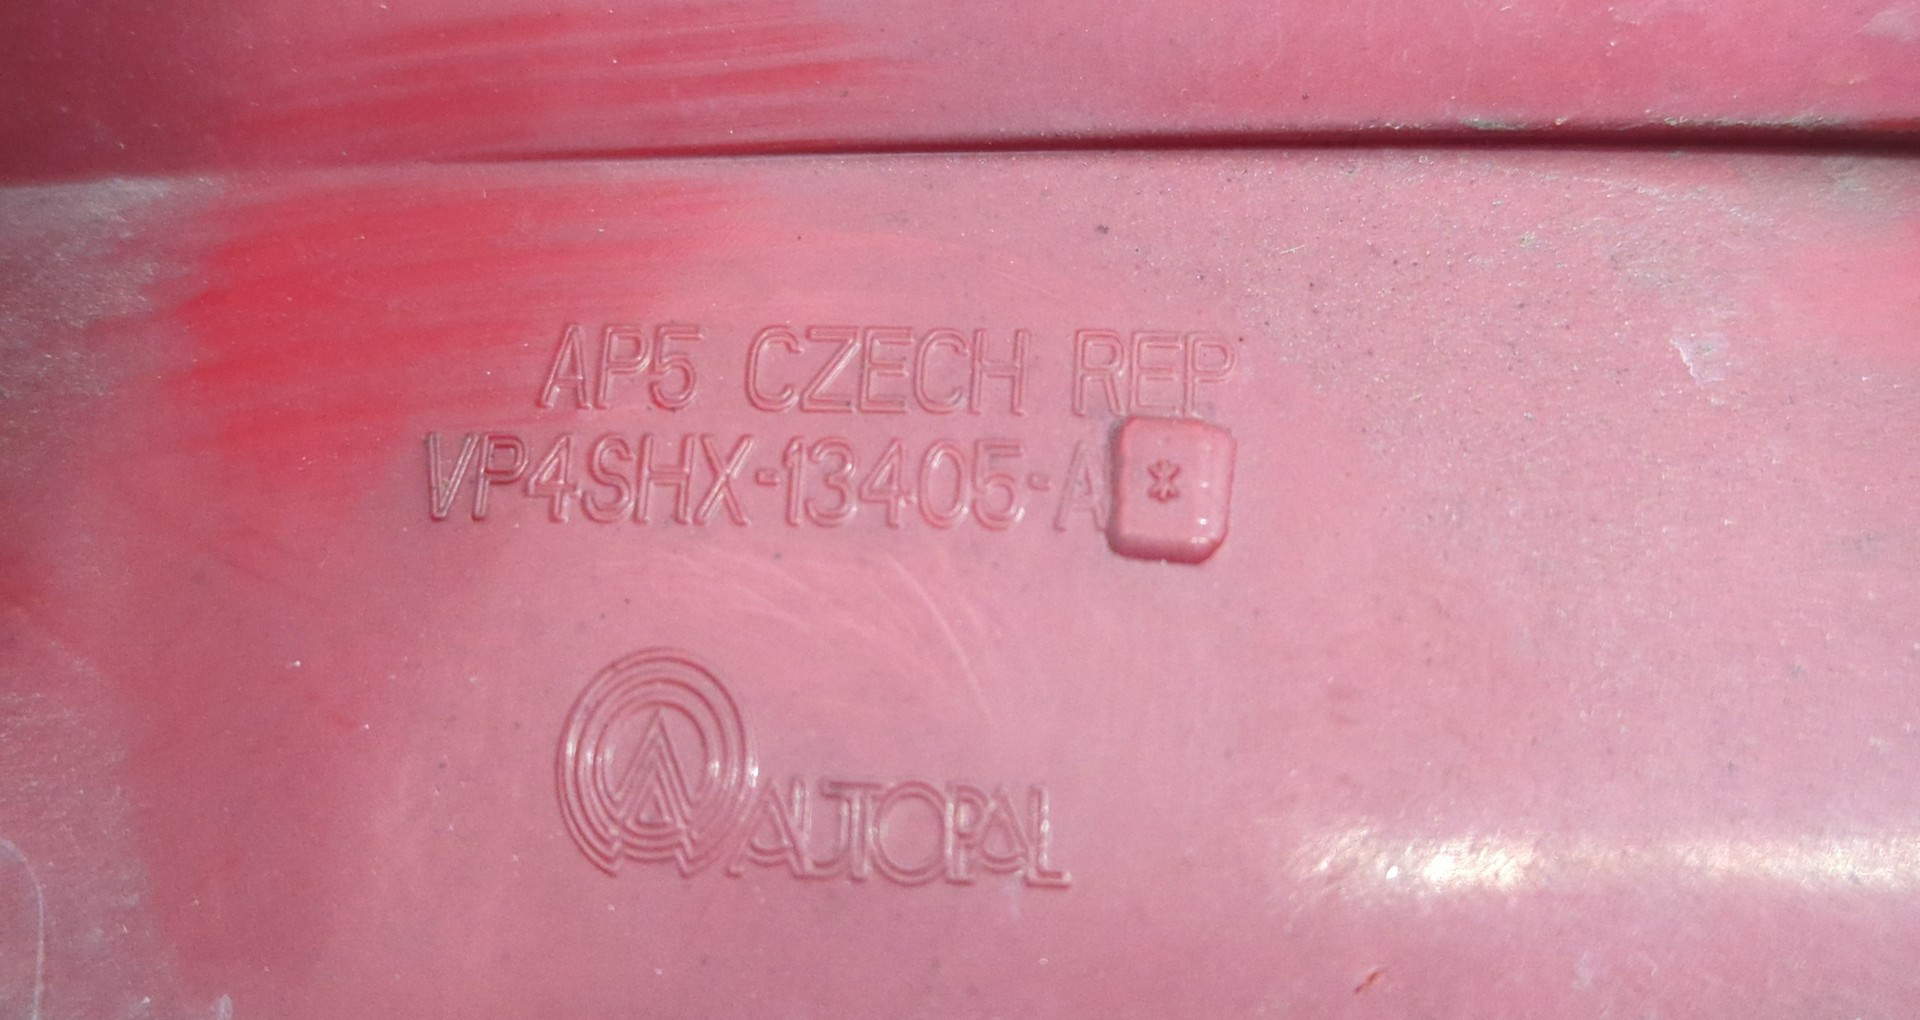 AP5 CZECH REP
VP4SHX-13405-A*
AUTOPAL